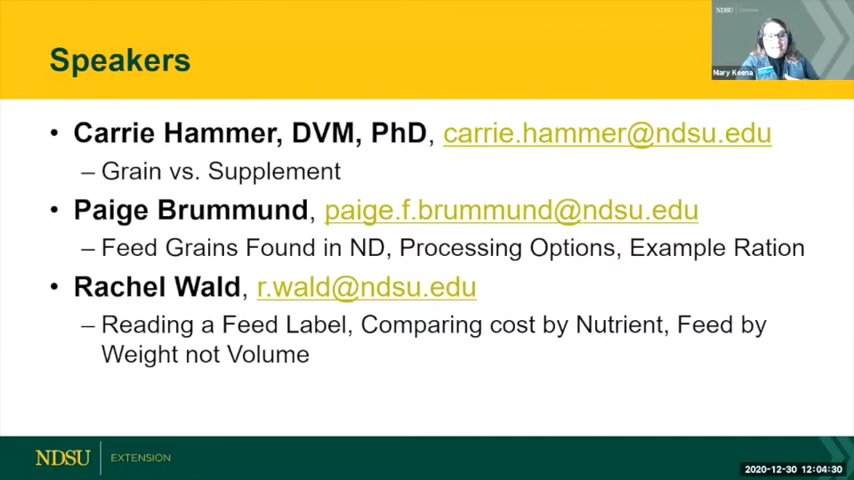 NDSU EXTENSION
Mary Keena
Speakers
• Carrie Hammer, DVM, PhD, carrie.hammer@ndsu.edu
– Grain vs. Supplement
• Paige Brummund, paige.f.brummund@ndsu.edu
– Feed Grains Found in ND, Processing Options, Example Ration
• Rachel Wald, r.wald@ndsu.edu
– Reading a Feed Label, Comparing cost by Nutrient, Feed by
Weight not Volume
NDSU EXTENSION
2020-12-30 12:04:30